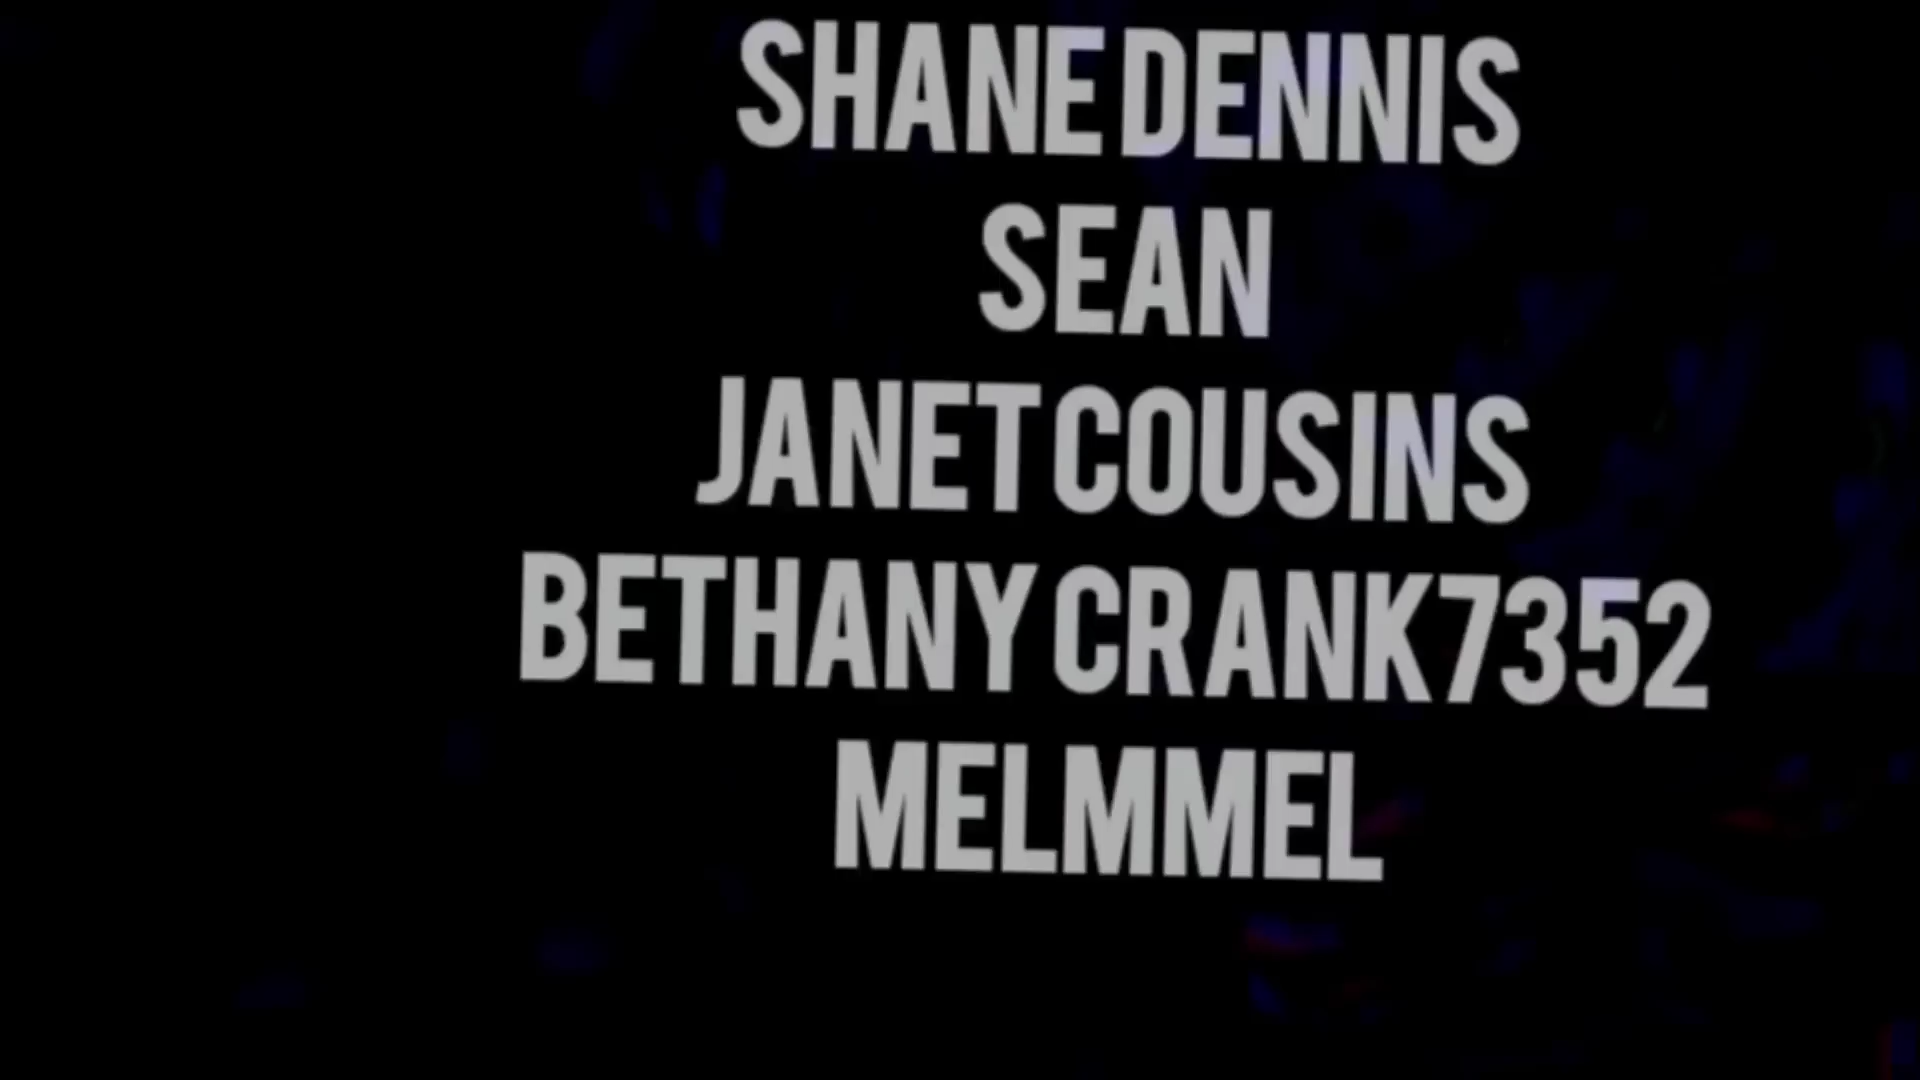 SHANE DENNIS
SEAN
JANET COUSINS
BETHANY CRANK7352
MELMMEL